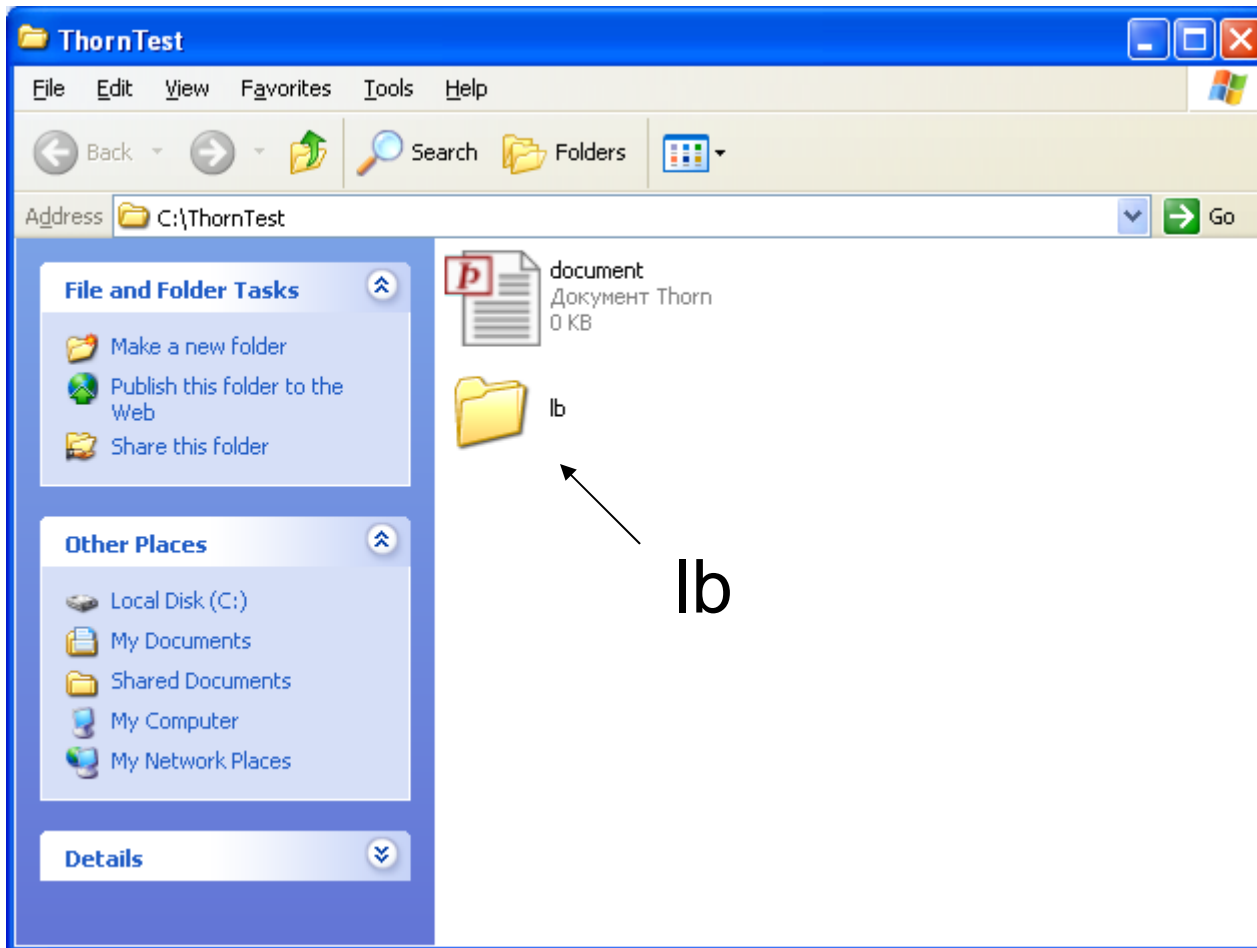 ThornTest
File Edit View Favorites Tools Help
Back Search Folders
Address C:\ThornTest Go
File and Folder Tasks
Make a new folder
Publish this folder to the
Web
Share this folder
Other Places
Local Disk (C:)
My Documents
Shared Documents
My Computer
My Network Places
Details
þ
document
Документ Thorn
0 KB
lb
lb